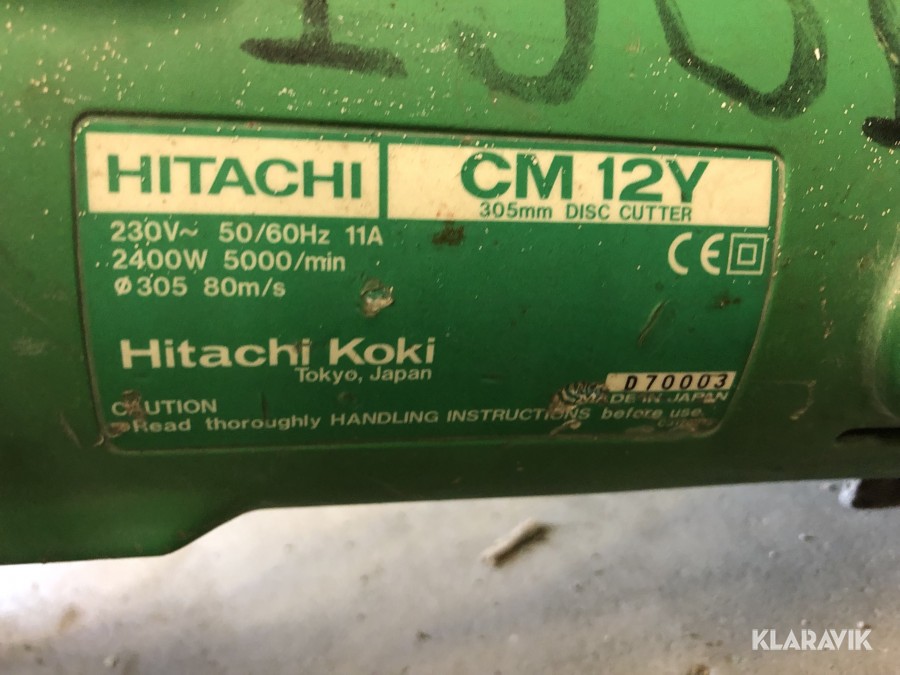 HITACHI
CM 12Y
305mm DISC CUTTER
230V~ 50/60Hz 11A
2400W 5000/min
ø305 80m/s
CE
Hitachi Koki
Tokyo, Japan
D70003
MADE IN JAPAN
CAUTION
Read thoroughly HANDLING INSTRUCTIONS before use.
KLARAVIK